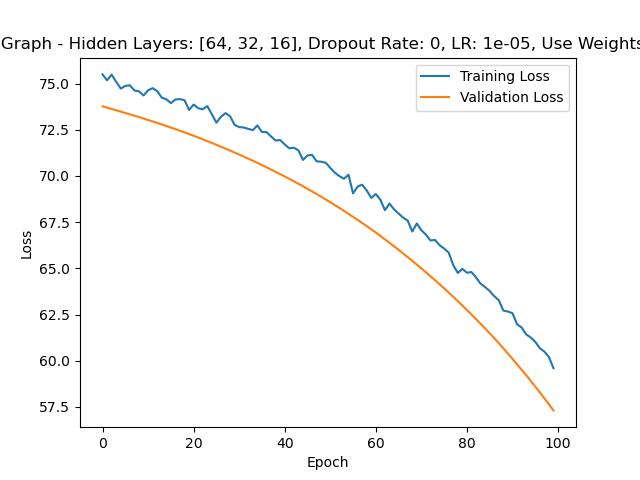 Graph - Hidden Layers: [64, 32, 16], Dropout Rate: 0, LR: 1e-05, Use Weights
Training Loss
Validation Loss
75.0
72.5
70.0
67.5
65.0
62.5
60.0
57.5
Loss
0 20 40 60 80 100
Epoch